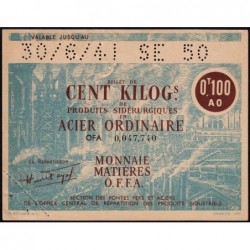 VALABLE JUSQU'AU
30/6/41 SE 50
BILLET DE
CENT KILOGS
DE
PRODUITS SIDÉRURGIQUES
EN
ACIER ORDINAIRE
OFA 0,047,740
0T100
AO
MONNAIE
MATIÈRES
O.F.F.A.
SECTION DES FONTES FERS ET ACIERS
DE L'OFFICE CENTRAL DE RÉPARTITION DES PRODUITS INDUSTRIELS